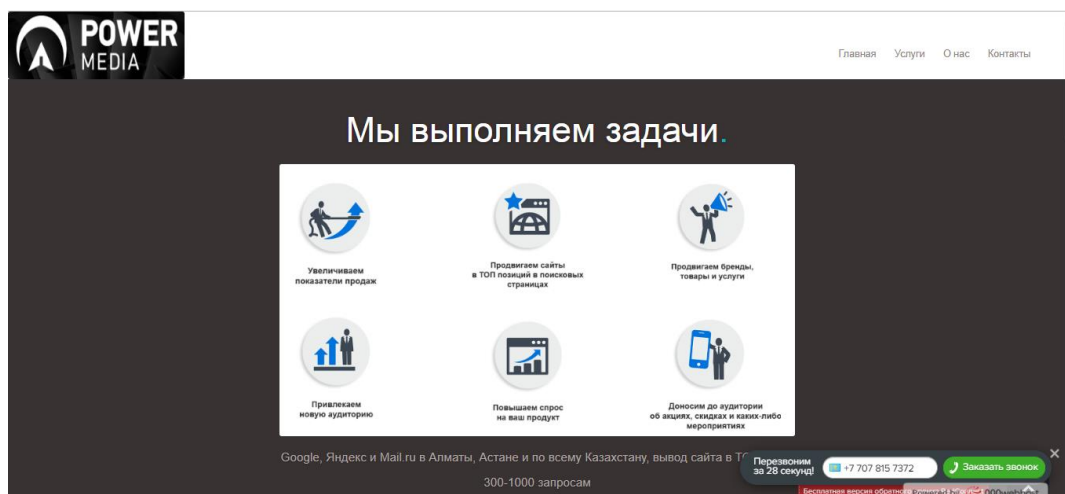 POWER
MEDIA
Главная Услуги О нас Контакты
Мы выполняем задачи.
Увеличиваем
показатели продаж
Продвигаем сайты
в ТОП позиций в поисковых
страницах
Продвигаем бренды,
товары и услуги
Привлекаем
новую аудиторию
Повышаем спрос
на ваш продукт
Доносим до аудитории
об акциях, скидках и каких-либо
мероприятиях
Google, Яндекс и Mail.ru в Алматы, Астане и по всему Казахстану, вывод сайта в
300-1000 запросам
Перезвоним
за 28 секунд!
+7 707 815 7372
Заказать звонок
Бесплатная версия обратного